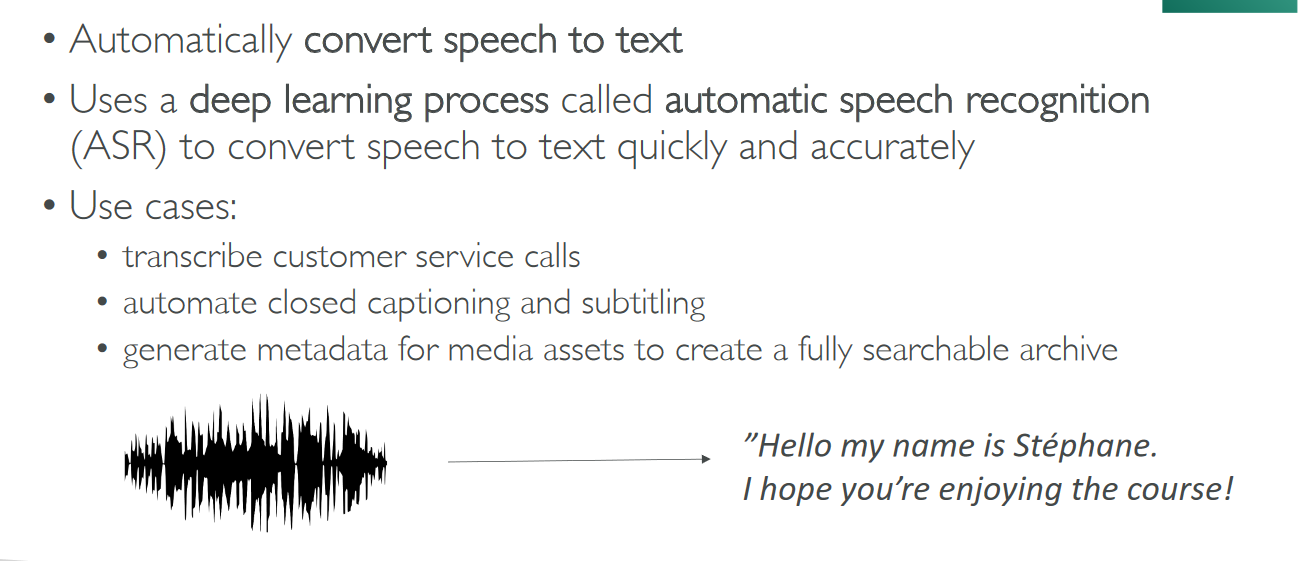 • Automatically convert speech to text
• Uses a deep learning process called automatic speech recognition
(ASR) to convert speech to text quickly and accurately
• Use cases:
• transcribe customer service calls
• automate closed captioning and subtitling
• generate metadata for media assets to create a fully searchable archive
”Hello my name is Stéphane.
I hope you’re enjoying the course!